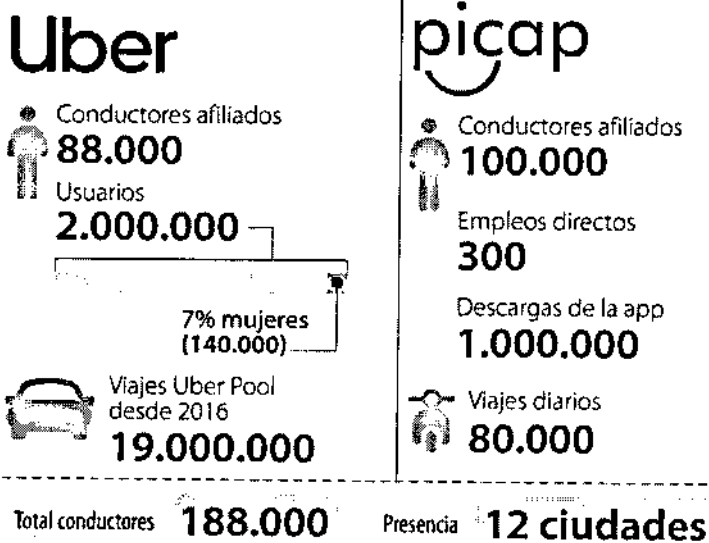 Uber
Conductores afiliados
88.000
Usuarios
2.000.000
7% mujeres
(140.000)
Viajes Uber Pool
desde 2016
19.000.000
picap
Conductores afiliados
100.000
Empleos directos
300
Descargas de la app
1.000.000
Viajes diarios
80.000
Total conductores 188.000
Presencia 12 ciudades